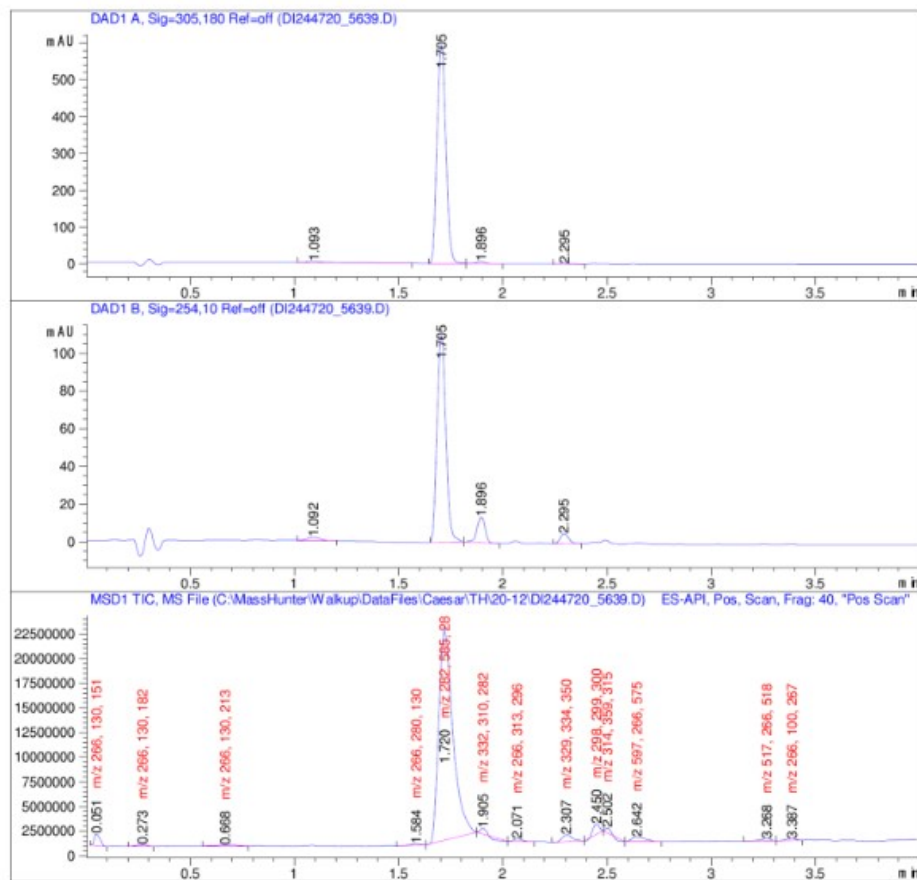 DAD1 A, Sig=305,180 Ref=off (DI244720_5639.D)
mAU
500
400
300
200
100
0
1.093
1.705
1.896
2.295
0.5 1 1.5 2 2.5 3 3.5 min
DAD1 B, Sig=254,10 Ref=off (DI244720_5639.D)
mAU
100
80
60
40
20
0
1.092
1.705
1.896
2.295
0.5 1 1.5 2 2.5 3 3.5 min
MSD1 TIC, MS File (C:\MassHunter\Walkup\DataFiles\Caesar\TH\20-12\DI244720_5639.D) ES-API, Pos, Scan, Frag: 40, "Pos Scan"
22500000
20000000
17500000
15000000
12500000
10000000
7500000
5000000
2500000
0
0.051 m/z 266, 130, 151
0.273 m/z 266, 130, 182
0.668 m/z 266, 130, 213
1.584 m/z 266, 280, 130
1.720 m/z 282, 28
1.905 m/z 332, 310, 282
2.071 m/z 266, 313, 296
2.307 m/z 329, 334, 350
2.450 m/z 298, 299, 300
2.502 m/z 314, 359, 315
2.642 m/z 597, 266, 575
3.268 m/z 517, 266, 518
3.387 m/z 266, 100, 267
0.5 1 1.5 2 2.5 3 3.5 min